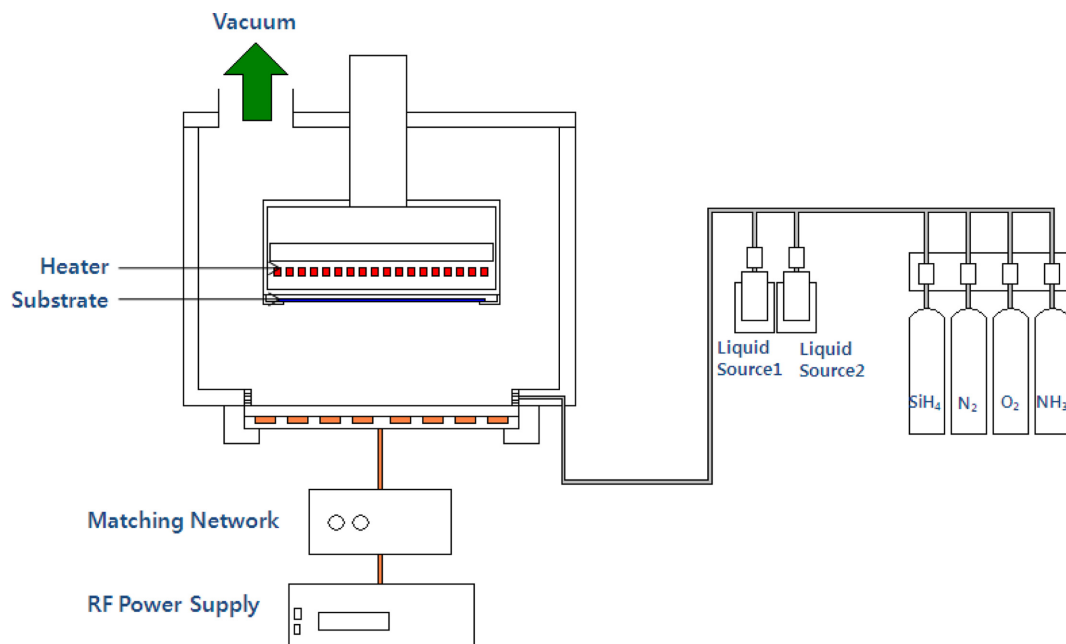 Vacuum
Heater
Substrate
Liquid
Source1
Liquid
Source2
SiH₄
N₂
O₂
NH₃
Matching Network
RF Power Supply